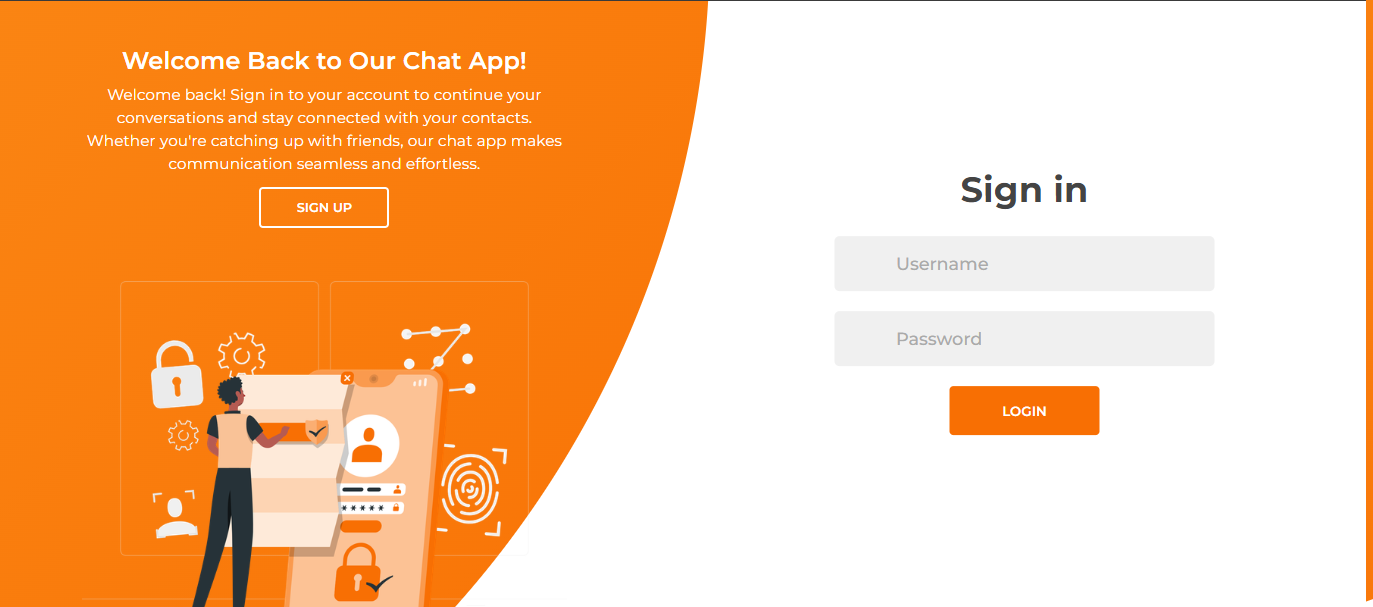 Welcome Back to Our Chat App!
Welcome back! Sign in to your account to continue your
conversations and stay connected with your contacts.
Whether you're catching up with friends, our chat app makes
communication seamless and effortless.
SIGN UP
Sign in
Username
Password
LOGIN